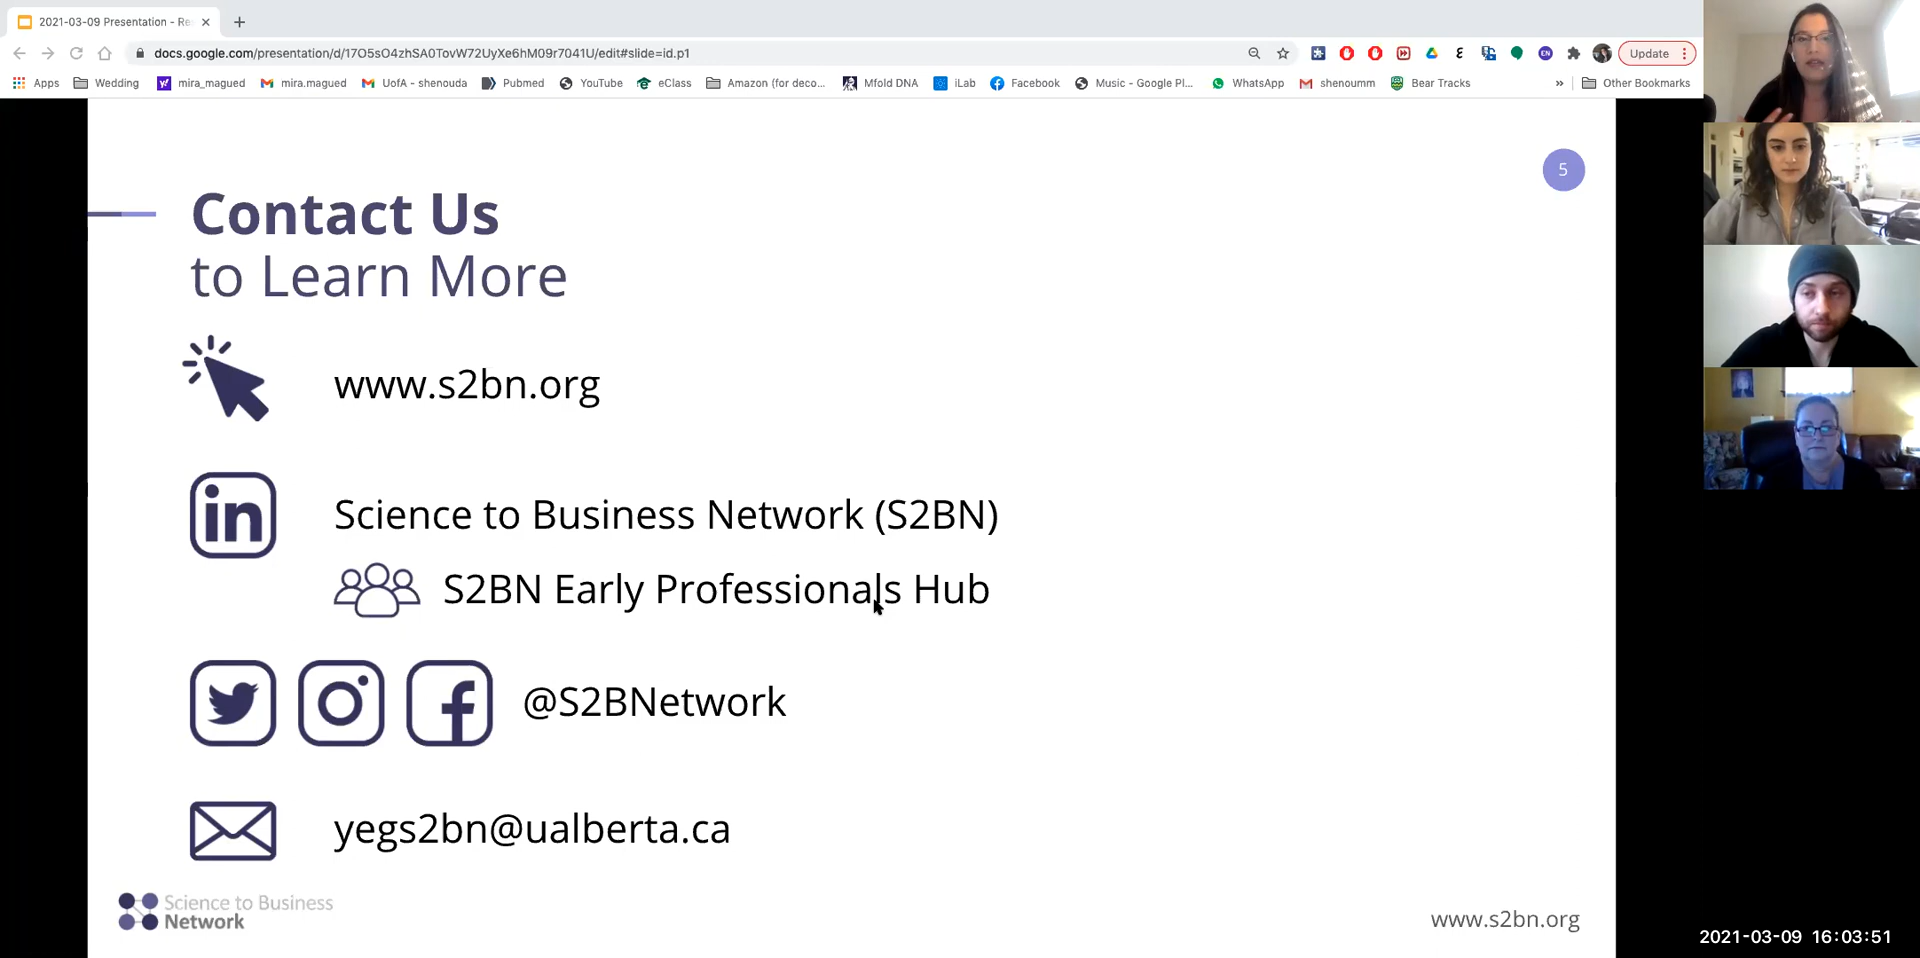 2021-03-09 Presentation - Re
docs.google.com/presentation/d/17O5sO4zhSA0TovW72UyXe6hM09r7041U/edit#slide=id.p1
EN
Update
Apps
Wedding
mira_magued
mira.magued
UofA - shenouda
Pubmed
YouTube
eClass
Amazon (for deco...
Mfold DNA
iLab
Facebook
Music - Google Pl...
WhatsApp
shenoumm
Bear Tracks
»
Other Bookmarks
5
Contact Us
to Learn More
www.s2bn.org
in
Science to Business Network (S2BN)
S2BN Early Professionals Hub
@S2BNetwork
yegs2bn@ualberta.ca
Science to Business
Network
www.s2bn.org
2021-03-09 16:03:51